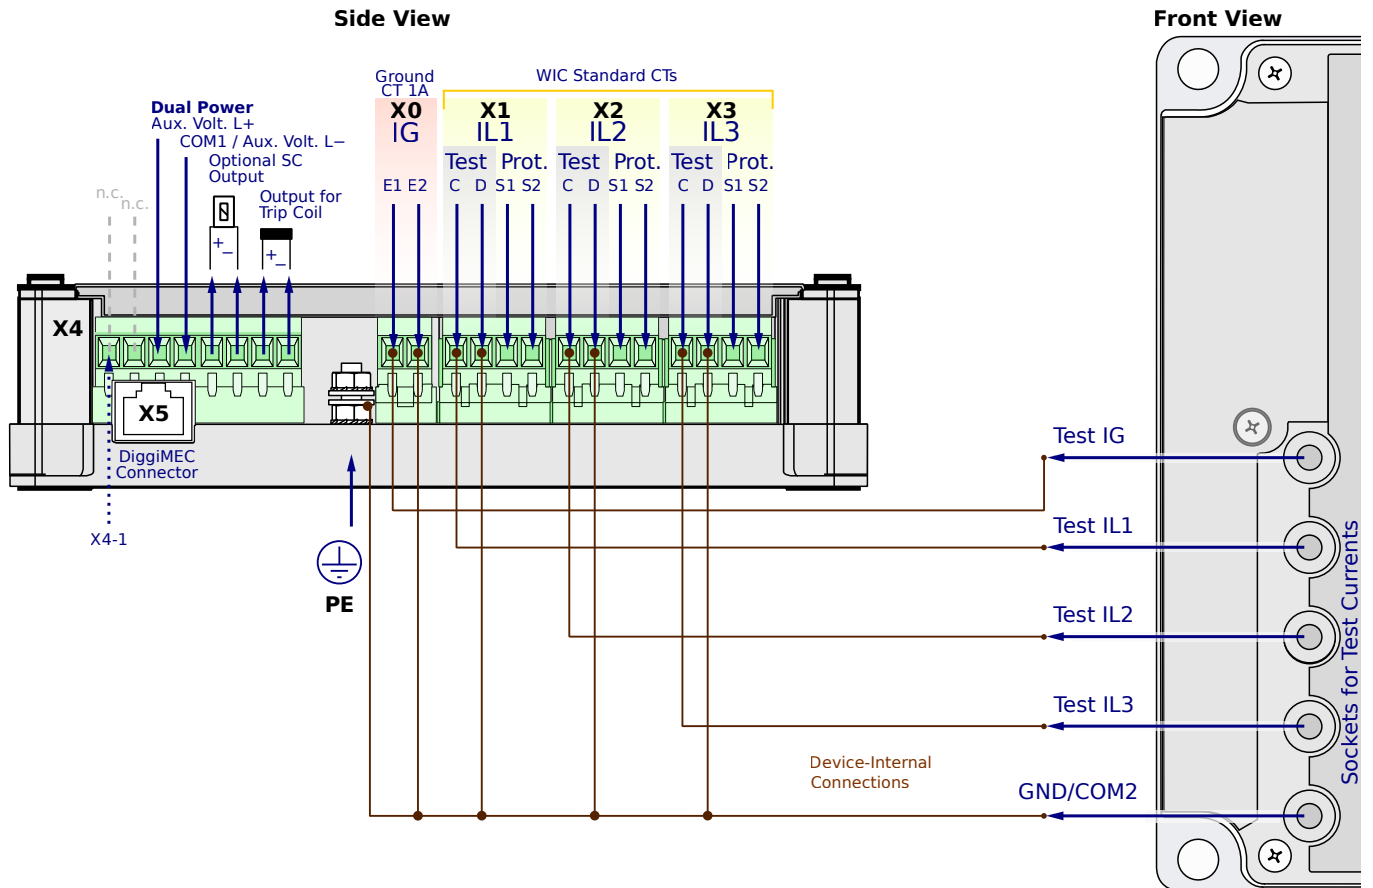 Side View
Front View
Ground
CT 1A
WIC Standard CTs
Dual Power
Aux. Volt. L+
COM1 / Aux. Volt. L−
Optional SC
Output
Output for
Trip Coil
n.c.
n.c.
+
−
+
−
X0
IG
E1 E2
X1
IL1
Test Prot.
C D S1 S2
X2
IL2
Test Prot.
C D S1 S2
X3
IL3
Test Prot.
C D S1 S2
X4
X5
DiggiMEC
Connector
X4-1
PE
Test IG
Test IL1
Test IL2
Test IL3
GND/COM2
Device-Internal
Connections
Sockets for Test Currents